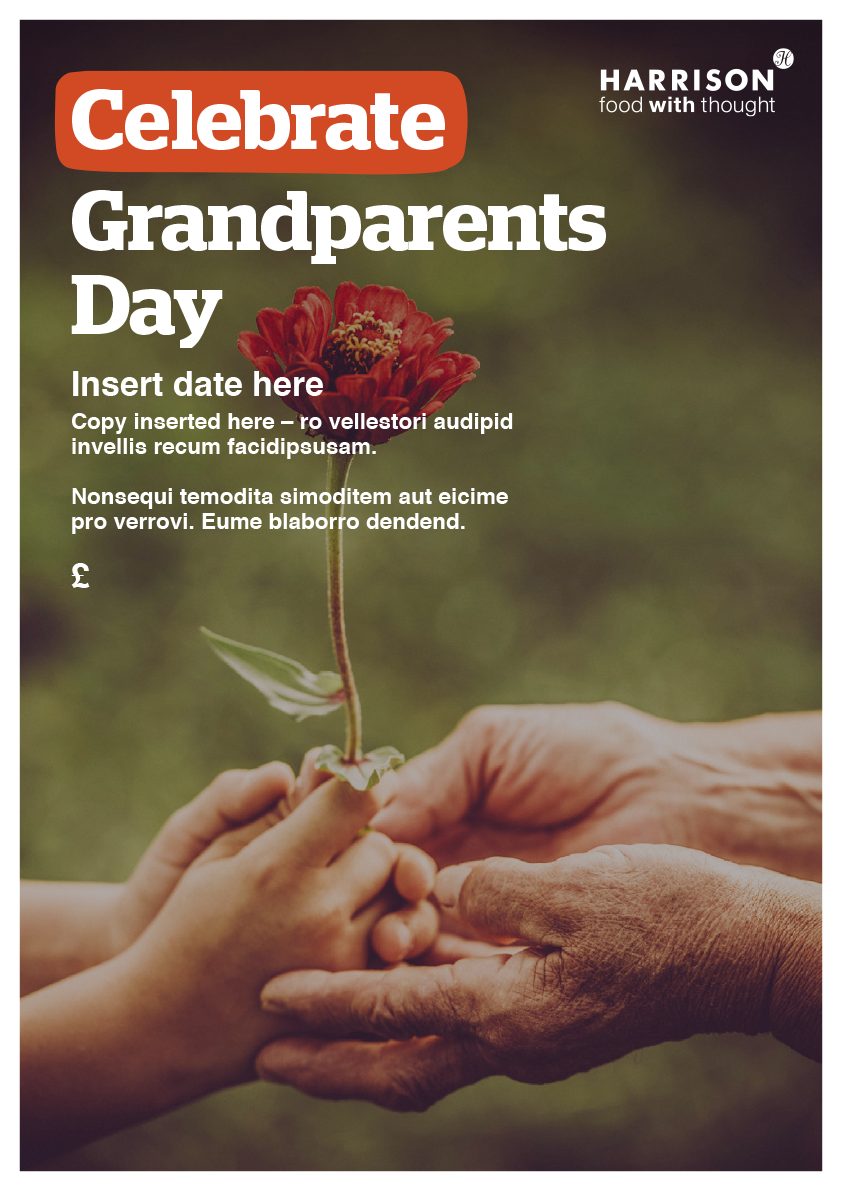 Celebrate
HARRISON
food with thought
Grandparents
Day
Insert date here
Copy inserted here – ro vellestori audipid
invellis recum facidipsusam.
Nonsequi temodita simoditem aut eicime
pro verrovi. Eume blaborro dendend.
£